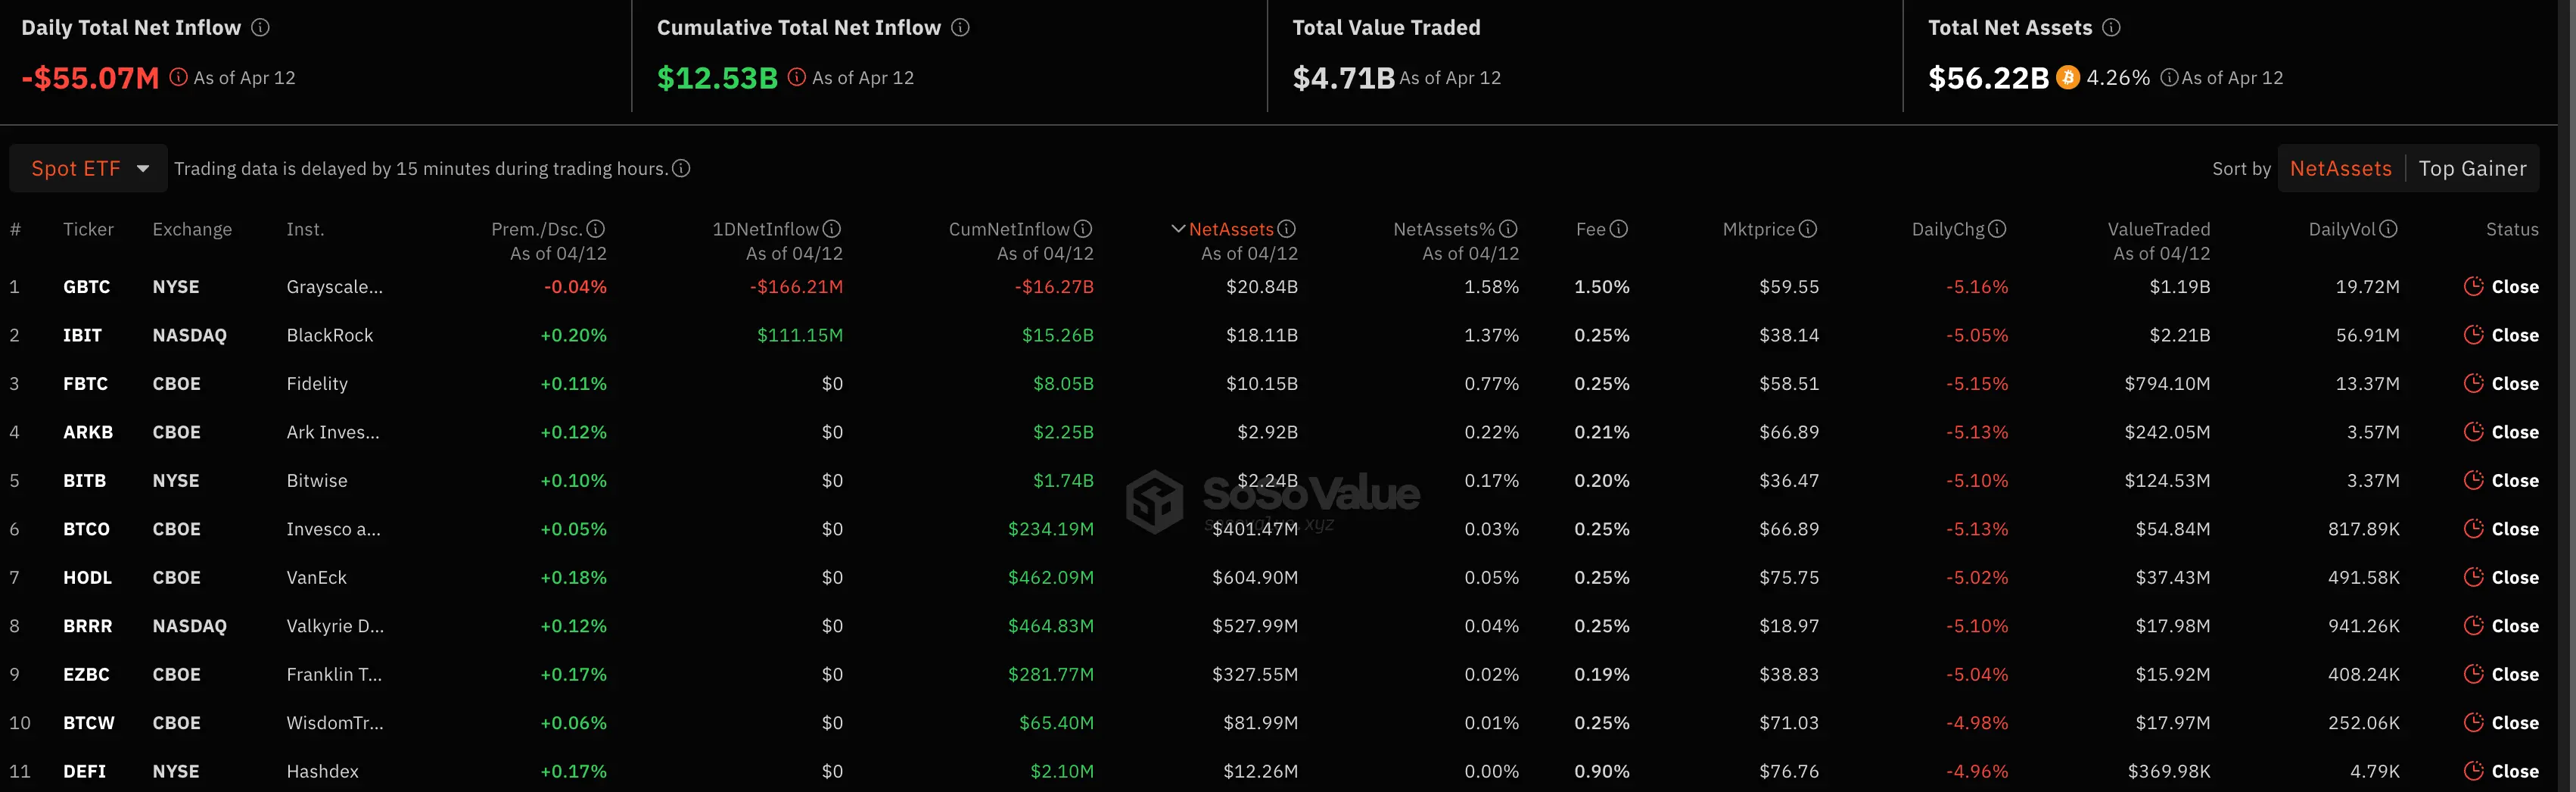 Daily Total Net Inflow
-$55.07M As of Apr 12
Cumulative Total Net Inflow
$12.53B As of Apr 12
Total Value Traded
$4.71B As of Apr 12
Total Net Assets
$56.22B 4.26% As of Apr 12
Spot ETF Trading data is delayed by 15 minutes during trading hours. Sort by NetAssets Top Gainer
# Ticker Exchange Inst. Prem./Dsc. 1DNetInflow CumNetInflow NetAssets NetAssets% Fee Mktprice DailyChg ValueTraded DailyVol Status
As of 04/12 As of 04/12 As of 04/12 As of 04/12 As of 04/12 As of 04/12
1 GBTC NYSE Grayscale... -0.04% -$166.21M -$16.27B $20.84B 1.58% 1.50% $59.55 -5.16% $1.19B 19.72M Close
2 IBIT NASDAQ BlackRock +0.20% $111.15M $15.26B $18.11B 1.37% 0.25% $38.14 -5.05% $2.21B 56.91M Close
3 FBTC CBOE Fidelity +0.11% $0 $8.05B $10.15B 0.77% 0.25% $58.51 -5.15% $794.10M 13.37M Close
4 ARKB CBOE Ark Inves... +0.12% $0 $2.25B $2.92B 0.22% 0.21% $66.89 -5.13% $242.05M 3.57M Close
5 BITB NYSE Bitwise +0.10% $0 $1.74B $2.24B 0.17% 0.20% $36.47 -5.10% $124.53M 3.37M Close
SoSoValue
sosovalue.xyz
6 BTCO CBOE Invesco a... +0.05% $0 $234.19M $401.47M 0.03% 0.25% $66.89 -5.13% $54.84M 817.89K Close
7 HODL CBOE VanEck +0.18% $0 $462.09M $604.90M 0.05% 0.25% $75.75 -5.02% $37.43M 491.58K Close
8 BRRR NASDAQ Valkyrie D... +0.12% $0 $464.83M $527.99M 0.04% 0.25% $18.97 -5.10% $17.98M 941.26K Close
9 EZBC CBOE Franklin T... +0.17% $0 $281.77M $327.55M 0.02% 0.19% $38.83 -5.04% $15.92M 408.24K Close
10 BTCW CBOE WisdomTr... +0.06% $0 $65.40M $81.99M 0.01% 0.25% $71.03 -4.98% $17.97M 252.06K Close
11 DEFI NYSE Hashdex +0.17% $0 $2.10M $12.26M 0.00% 0.90% $76.76 -4.96% $369.98K 4.79K Close